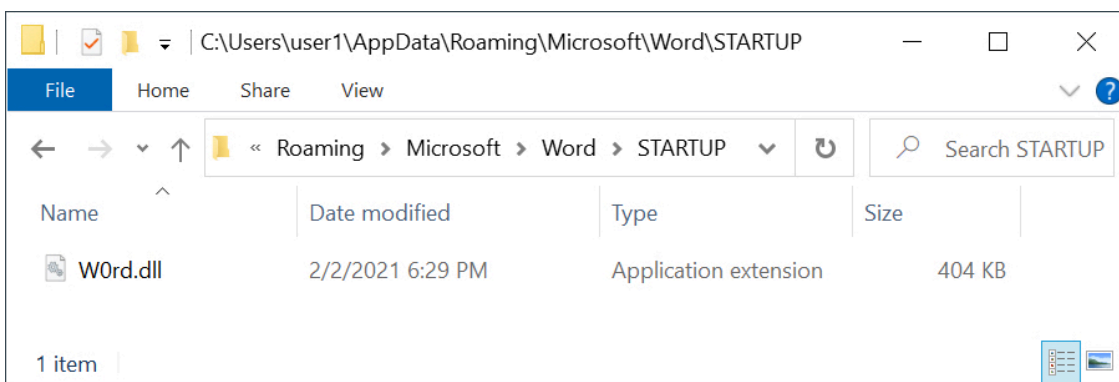 C:\Users\user1\AppData\Roaming\Microsoft\Word\STARTUP
File Home Share View ?
« Roaming > Microsoft > Word > STARTUP Search STARTUP
Name Date modified Type Size
W0rd.dll 2/2/2021 6:29 PM Application extension 404 KB
1 item